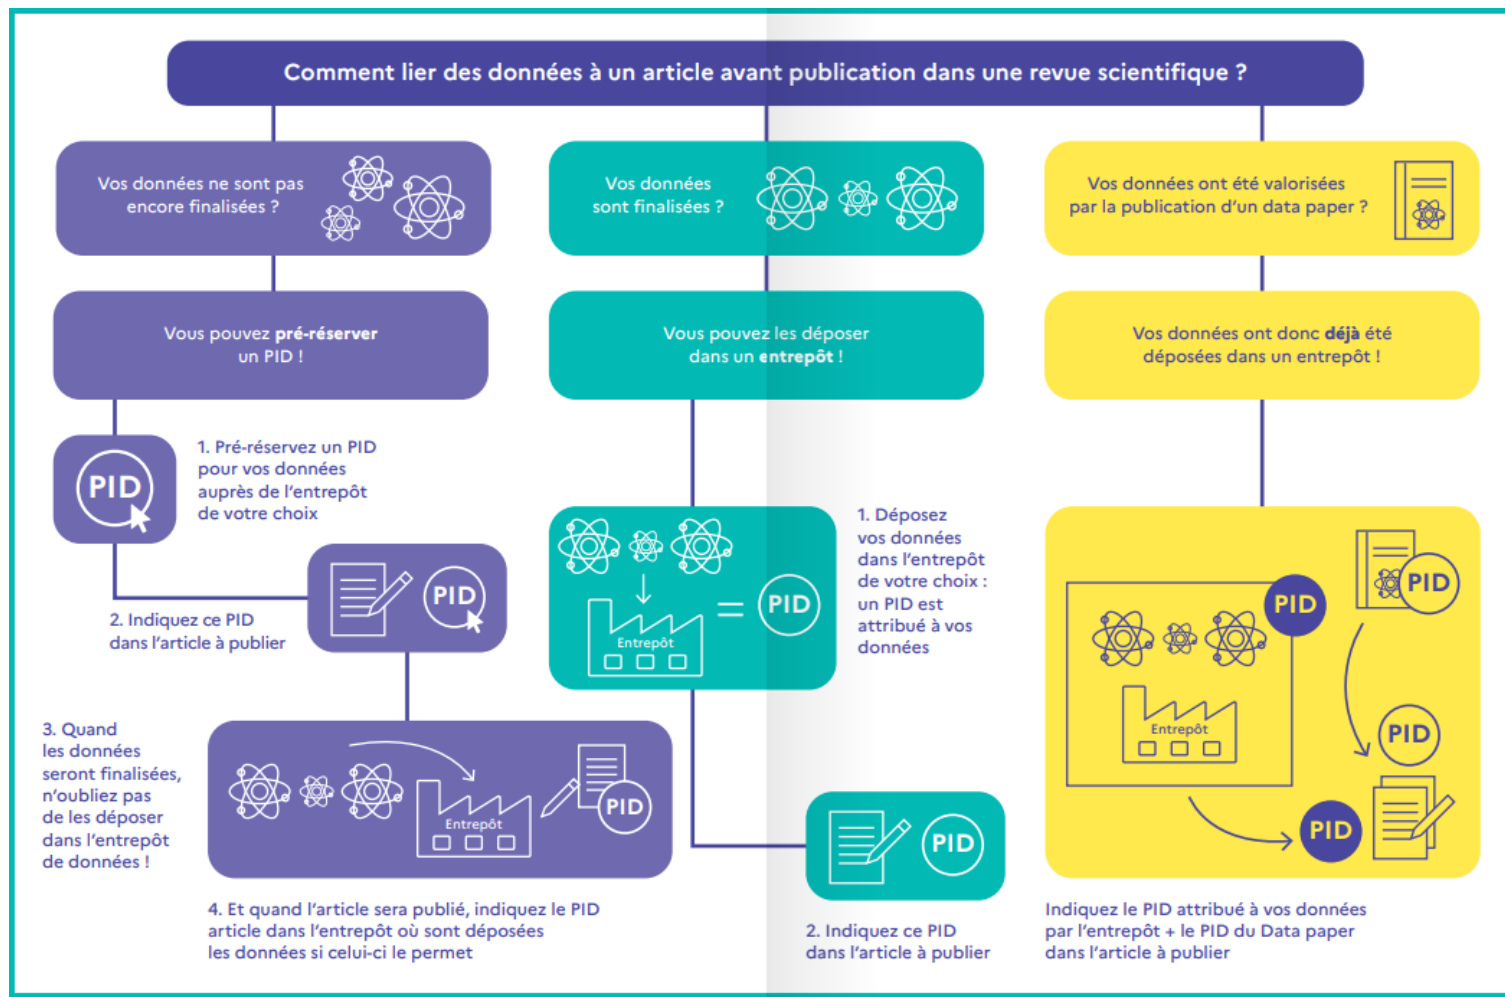 Comment lier des données à un article avant publication dans une revue scientifique ?
Vos données ne sont pas
encore finalisées ?
Vous pouvez pré-réserver
un PID !
PID
1. Pré-réservez un PID
pour vos données
auprès de l'entrepôt
de votre choix
2. Indiquez ce PID
dans l'article à publier
PID
3. Quand
les données
seront finalisées,
n'oubliez pas
de les déposer
dans l'entrepôt
de données !
Entrepôt
PID
4. Et quand l'article sera publié, indiquez le PID
article dans l'entrepôt où sont déposées
les données si celui-ci le permet
Vos données
sont finalisées ?
Vous pouvez les déposer
dans un entrepôt !
Entrepôt
=
PID
1. Déposez
vos données
dans l'entrepôt
de votre choix :
un PID est
attribué à vos
données
PID
2. Indiquez ce PID
dans l'article à publier
Vos données ont été valorisées
par la publication d'un data paper ?
Vos données ont donc déjà été
déposées dans un entrepôt !
PID
PID
Entrepôt
PID
PID
Indiquez le PID attribué à vos données
par l'entrepôt + le PID du Data paper
dans l'article à publier